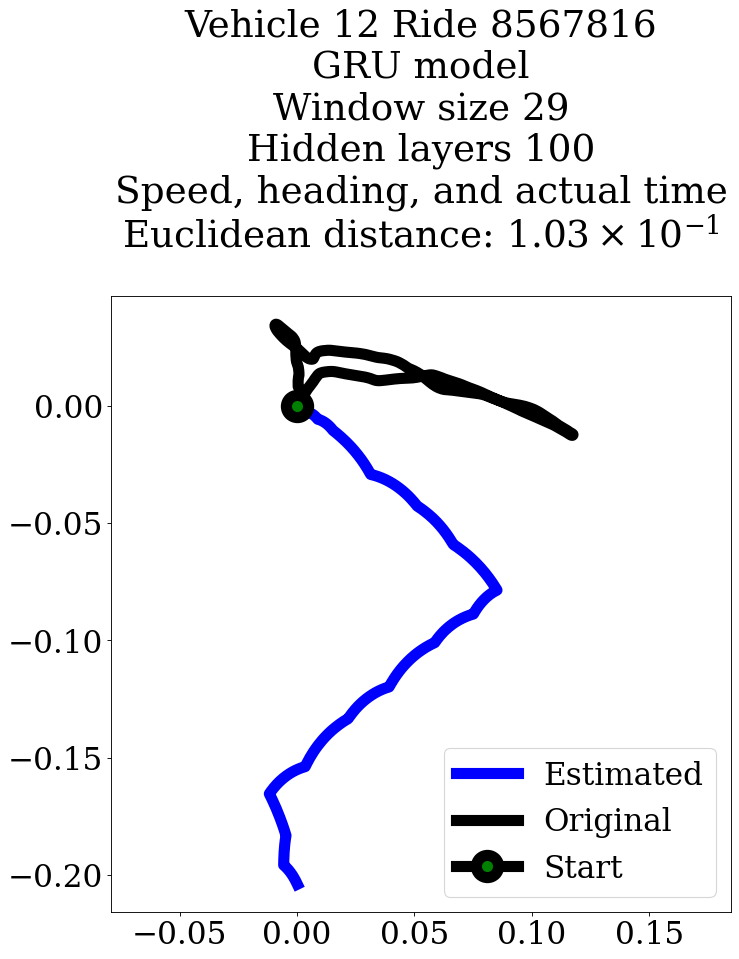 Vehicle 12 Ride 8567816
GRU model
Window size 29
Hidden layers 100
Speed, heading, and actual time
Euclidean distance: 1.03 × 10⁻¹
0.00
−0.05
−0.10
−0.15
−0.20
Estimated
Original
Start
−0.05 0.00 0.05 0.10 0.15